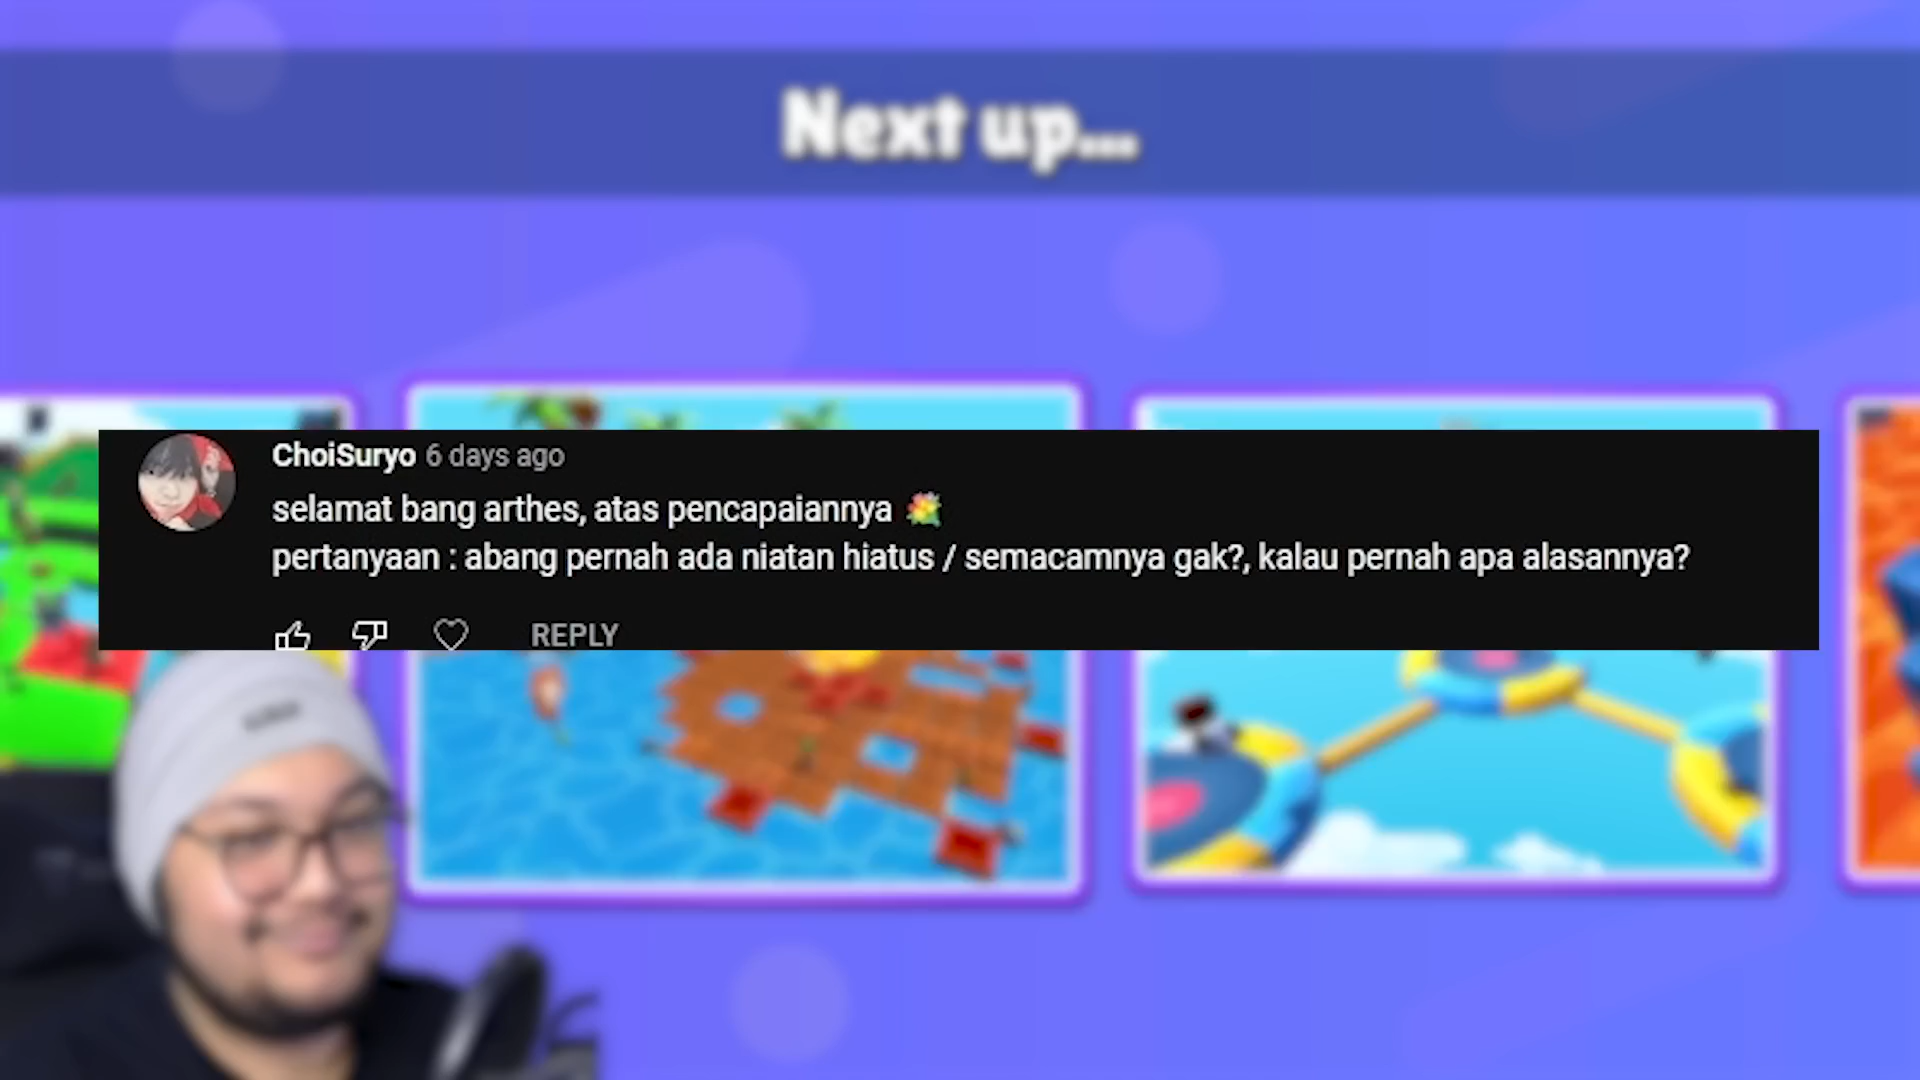 Next up...
ChoiSuryo 6 days ago
selamat bang arthes, atas pencapaiannya 💐
pertanyaan : abang pernah ada niatan hiatus / semacamnya gak?, kalau pernah apa alasannya?
REPLY